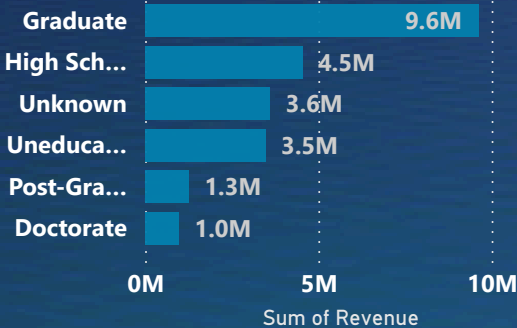 Graduate 9.6M
High Sch... 4.5M
Unknown 3.6M
Uneduca... 3.5M
Post-Gra... 1.3M
Doctorate 1.0M
0M 5M 10M
Sum of Revenue